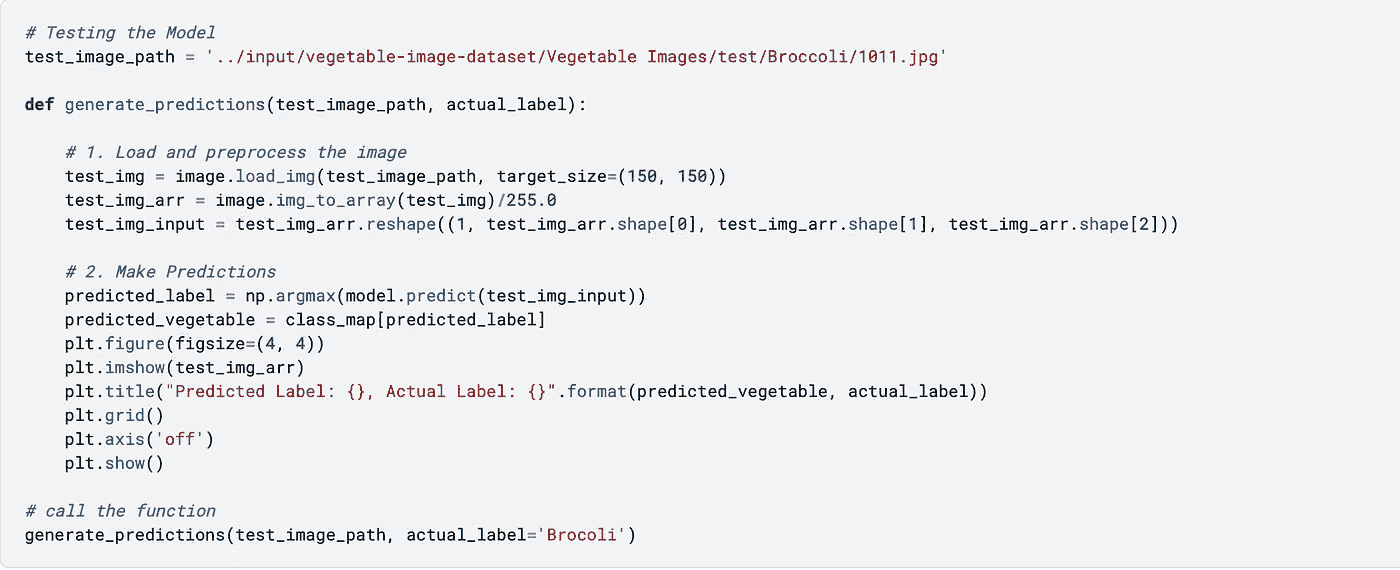 # Testing the Model
test_image_path = '../input/vegetable-image-dataset/Vegetable Images/test/Broccoli/1011.jpg'
def generate_predictions(test_image_path, actual_label):
# 1. Load and preprocess the image
test_img = image.load_img(test_image_path, target_size=(150, 150))
test_img_arr = image.img_to_array(test_img)/255.0
test_img_input = test_img_arr.reshape((1, test_img_arr.shape[0], test_img_arr.shape[1], test_img_arr.shape[2]))
# 2. Make Predictions
predicted_label = np.argmax(model.predict(test_img_input))
predicted_vegetable = class_map[predicted_label]
plt.figure(figsize=(4, 4))
plt.imshow(test_img_arr)
plt.title("Predicted Label: {}, Actual Label: {}".format(predicted_vegetable, actual_label))
plt.grid()
plt.axis('off')
plt.show()
# call the function
generate_predictions(test_image_path, actual_label='Brocoli')